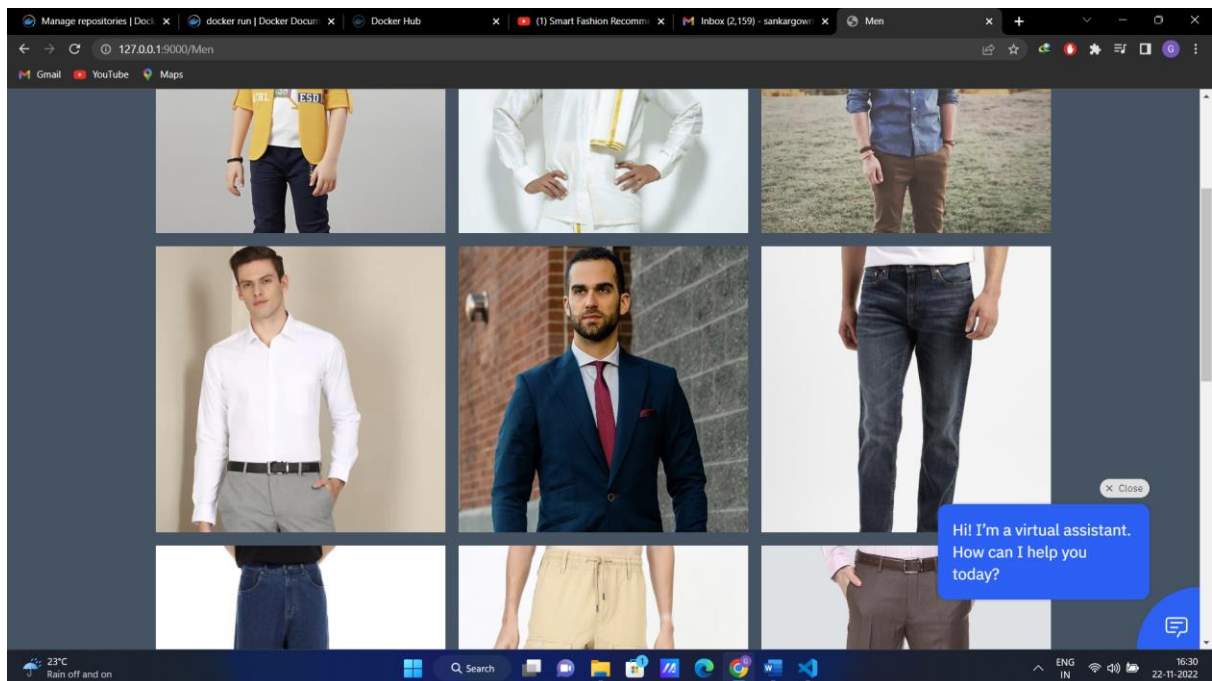 Manage repositories | Dock
docker run | Docker Docum
Docker Hub
(1) Smart Fashion Recomm
Inbox (2,159) - sankargowri
Men
127.0.0.1:9000/Men
G
Gmail
YouTube
Maps
ESD
Close
Hi! I'm a virtual assistant.
How can I help you
today?
23°C
Rain off and on
Search
ENG
IN
16:30
22-11-2022